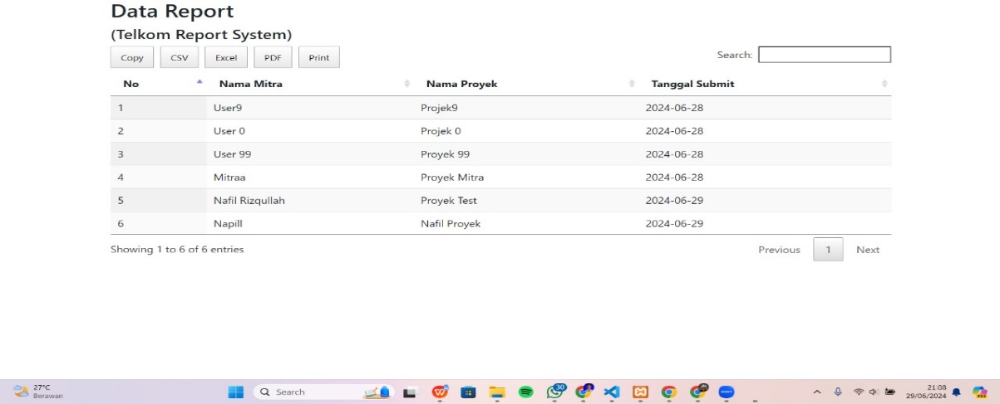 Data Report
(Telkom Report System)
Copy CSV Excel PDF Print Search:
No Nama Mitra Nama Proyek Tanggal Submit
1 User9 Projek9 2024-06-28
2 User 0 Projek 0 2024-06-28
3 User 99 Proyek 99 2024-06-28
4 Mitraa Proyek Mitra 2024-06-28
5 Nafil Rizqullah Proyek Test 2024-06-29
6 Napill Nafil Proyek 2024-06-29
Showing 1 to 6 of 6 entries Previous 1 Next
27°C
Berawan
Search
30
21:08
29/06/2024